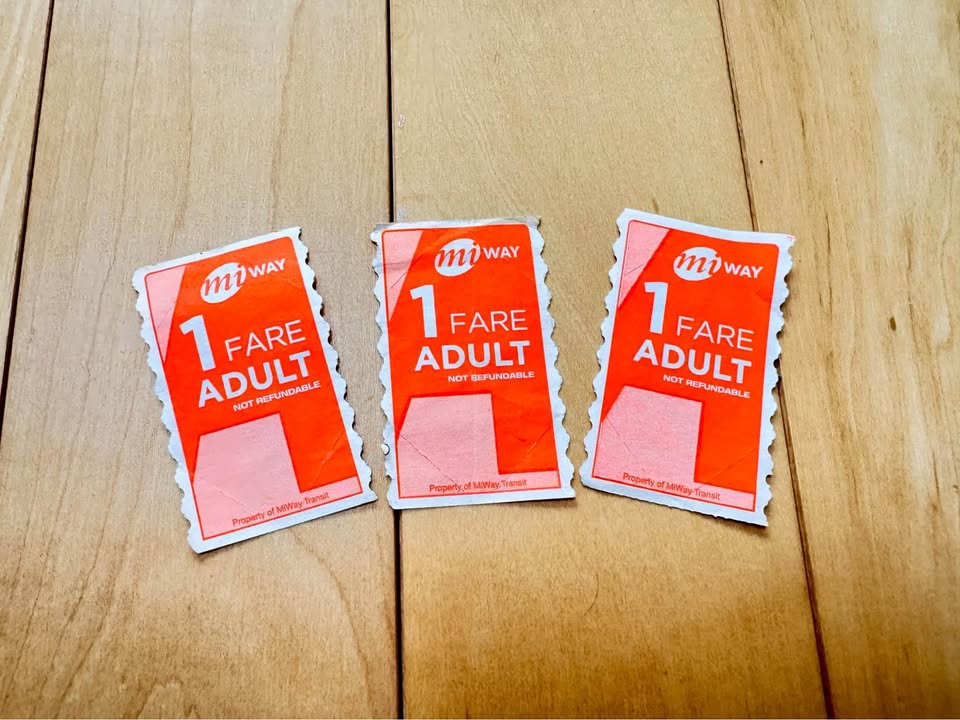 mi WAY
1 FARE
ADULT
NOT REFUNDABLE
Property of MiWay Transit
mi WAY
1 FARE
ADULT
NOT REFUNDABLE
Property of MiWay Transit
mi WAY
1 FARE
ADULT
NOT REFUNDABLE
Property of MiWay Transit